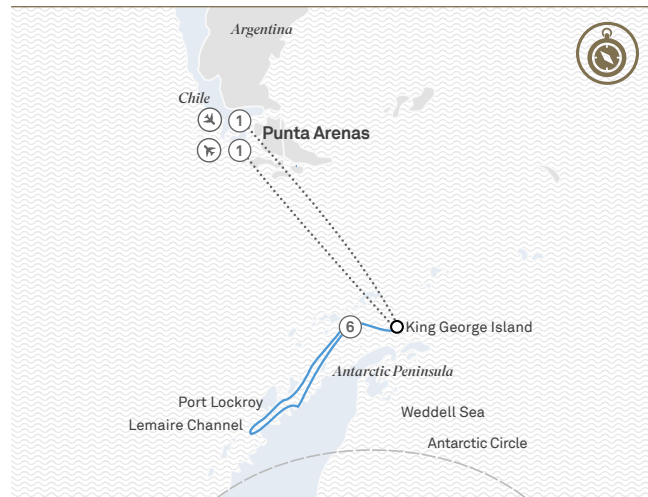 Argentina
Chile
1
Punta Arenas
1
6
King George Island
Antarctic Peninsula
Port Lockroy
Weddell Sea
Lemaire Channel
Antarctic Circle